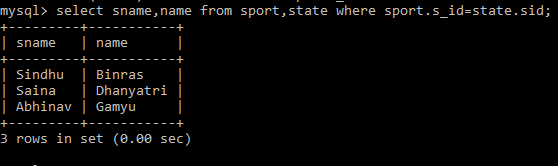 mysql> select sname,name from sport,state where sport.s_id=state.sid;
+---------+-----------+
| sname   | name      |
+---------+-----------+
| Sindhu  | Binras    |
| Saina   | Dhanyatri |
| Abhinav | Gamyu     |
+---------+-----------+
3 rows in set (0.00 sec)